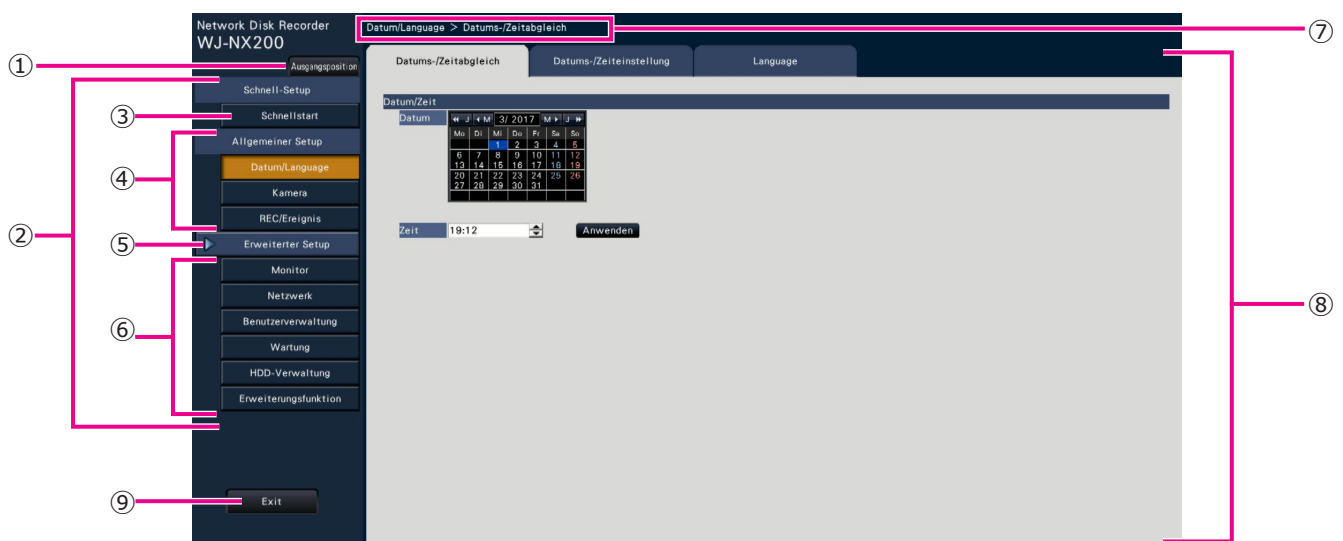 Network Disk Recorder
WJ-NX200
Datum/Language > Datums-/Zeitabgleich
⑦
①
Ausgangsposition
Datums-/Zeitabgleich
Datums-/Zeiteinstellung
Language
②
Schnell-Setup
③
Schnellstart
④
Allgemeiner Setup
Datum/Language
Kamera
REC/Ereignis
⑤
Erweiterter Setup
⑥
Monitor
Netzwerk
Benutzerverwaltung
Wartung
HDD-Verwaltung
Erweiterungsfunktion
⑨
Exit
Datum/Zeit
Datum
J M 3/ 2017 M J
Mo Di Mi Do Fr Sa So
1 2 3 4 5
6 7 8 9 10 11 12
13 14 15 16 17 18 19
20 21 22 23 24 25 26
27 28 29 30 31
Zeit 19:12 Anwenden
⑧